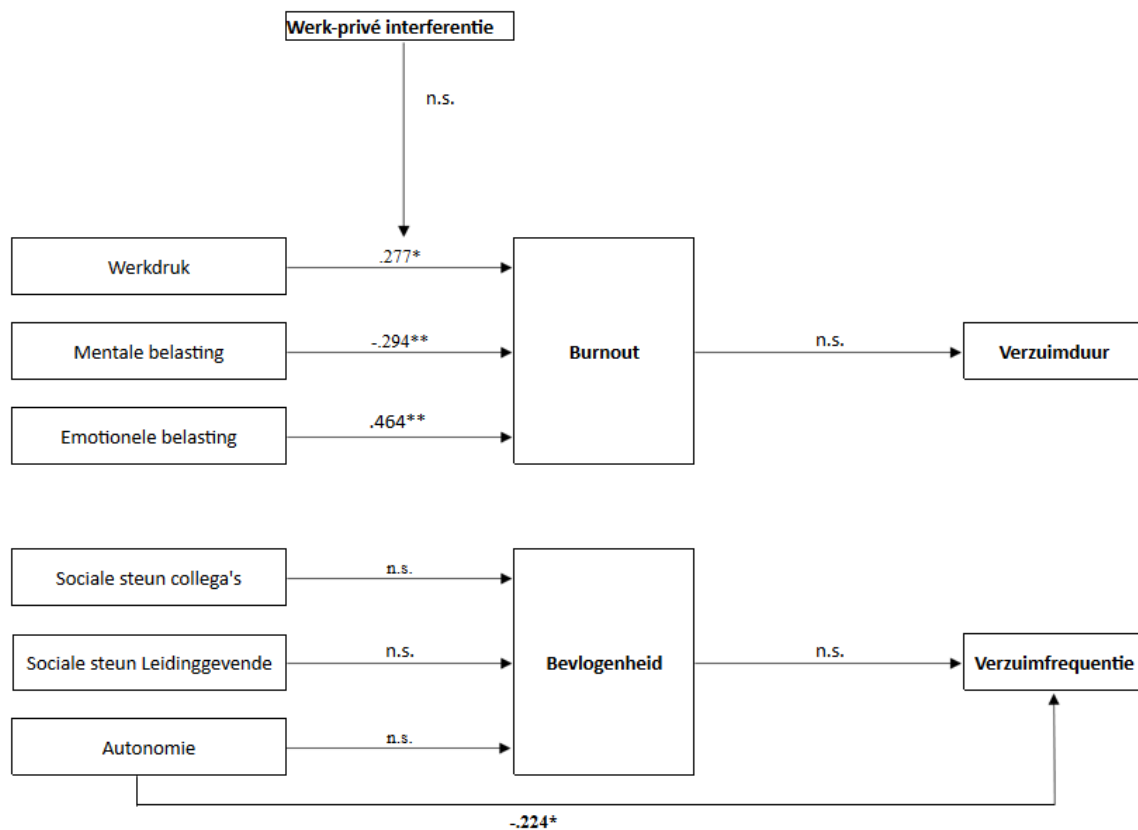 Werk-privé interferentie
n.s.
Werkdruk
.277*
Mentale belasting
-.294**
Burnout
n.s.
Verzuimduur
Emotionele belasting
.464**
Sociale steun collega's
n.s.
Sociale steun Leidinggevende
n.s.
Bevlogenheid
n.s.
Verzuimfrequentie
Autonomie
n.s.
-.224*